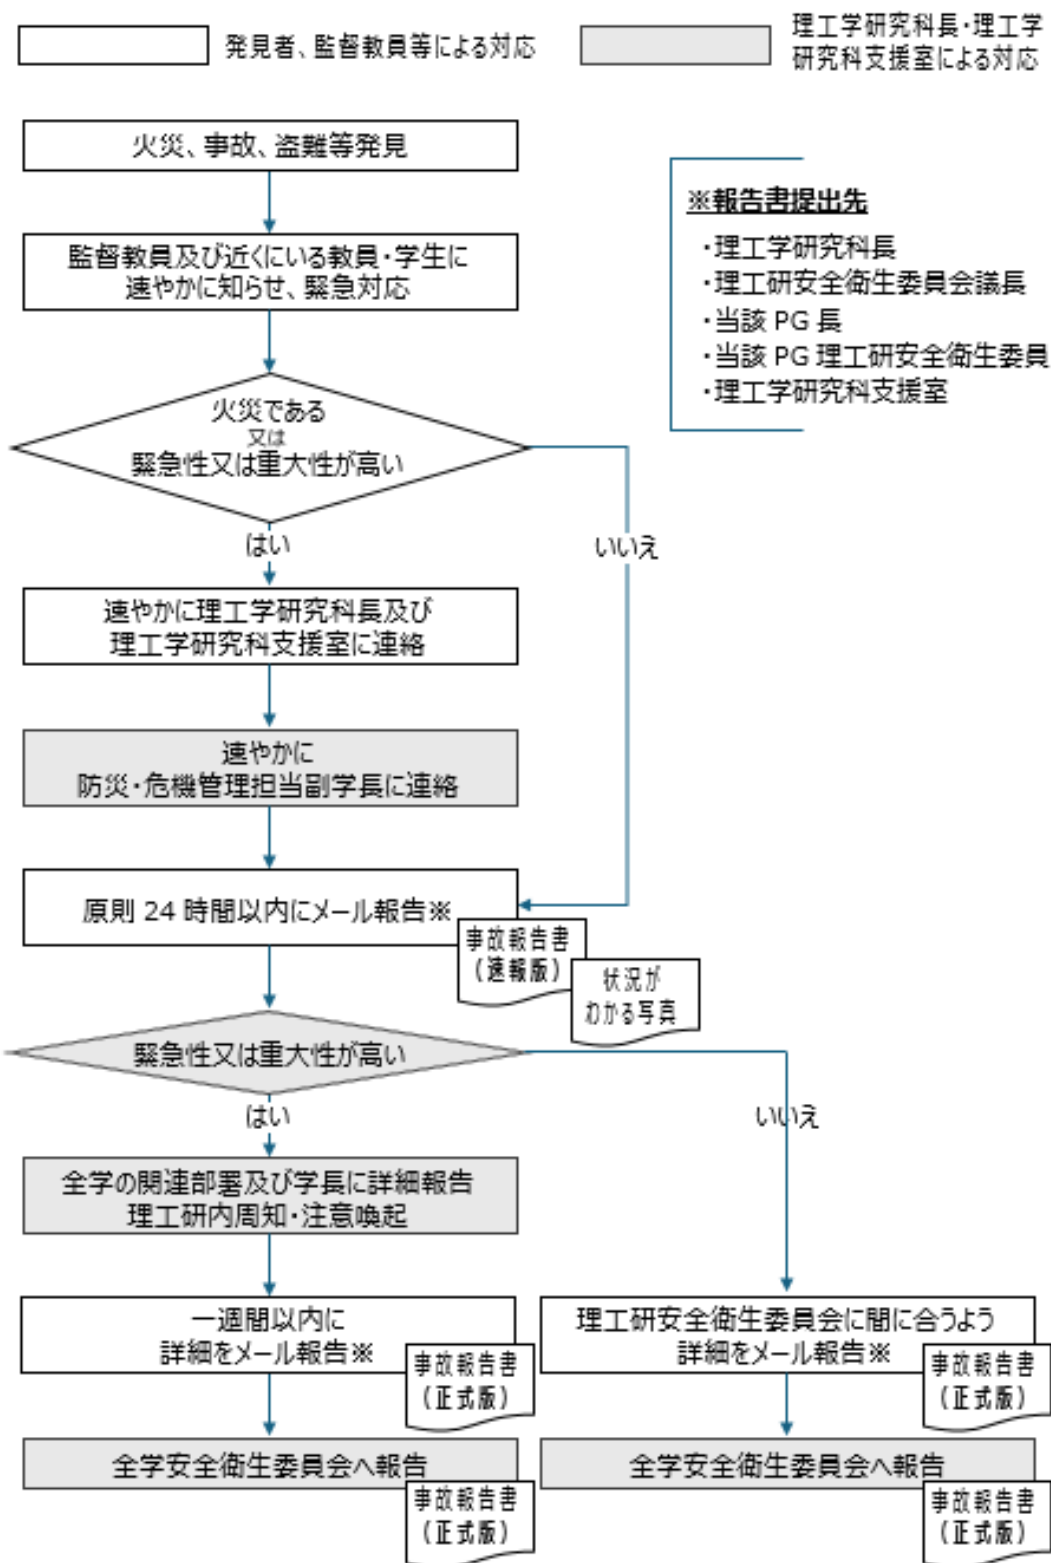 発見者、監督教員等による対応
理工学研究科長・理工学
研究科支援室による対応
火災、事故、盗難等発見
※報告書提出先
・理工学研究科長
・理工研安全衛生委員会議長
・当該 PG 長
・当該 PG 理工研安全衛生委員
・理工学研究科支援室
監督教員及び近くにいる教員・学生に
速やかに知らせ、緊急対応
火災である
又は
緊急性又は重大性が高い
はい
いいえ
速やかに理工学研究科長及び
理工学研究科支援室に連絡
速やかに
防災・危機管理担当副学長に連絡
原則 24 時間以内にメール報告※
事故報告書
（速報版）
状況が
わかる写真
緊急性又は重大性が高い
はい
いいえ
全学の関連部署及び学長に詳細報告
理工研内周知・注意喚起
一週間以内に
詳細をメール報告※
事故報告書
（正式版）
理工研安全衛生委員会に間に合うよう
詳細をメール報告※
事故報告書
（正式版）
全学安全衛生委員会へ報告
事故報告書
（正式版）
全学安全衛生委員会へ報告
事故報告書
（正式版）